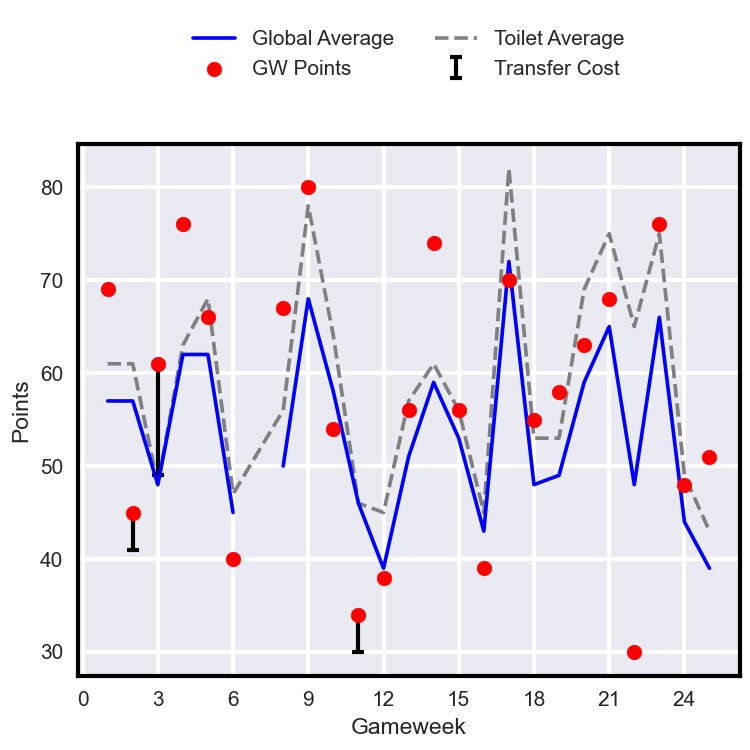 Global Average
Toilet Average
GW Points
Transfer Cost
80
70
60
50
40
30
Points
0 3 6 9 12 15 18 21 24
Gameweek